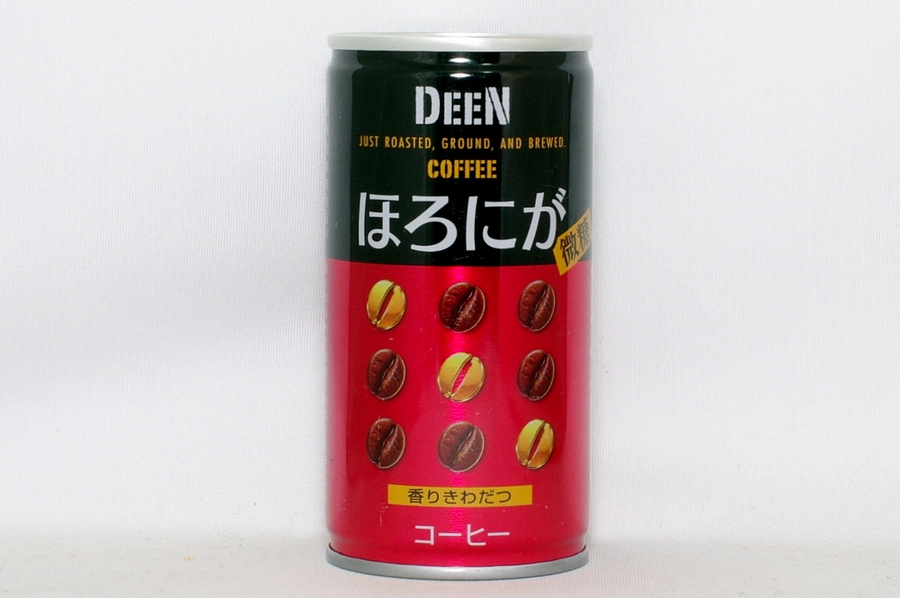 DEEN
JUST ROASTED, GROUND, AND BREWED.
COFFEE
ほろにが
微糖
香りきわだつ
コーヒー